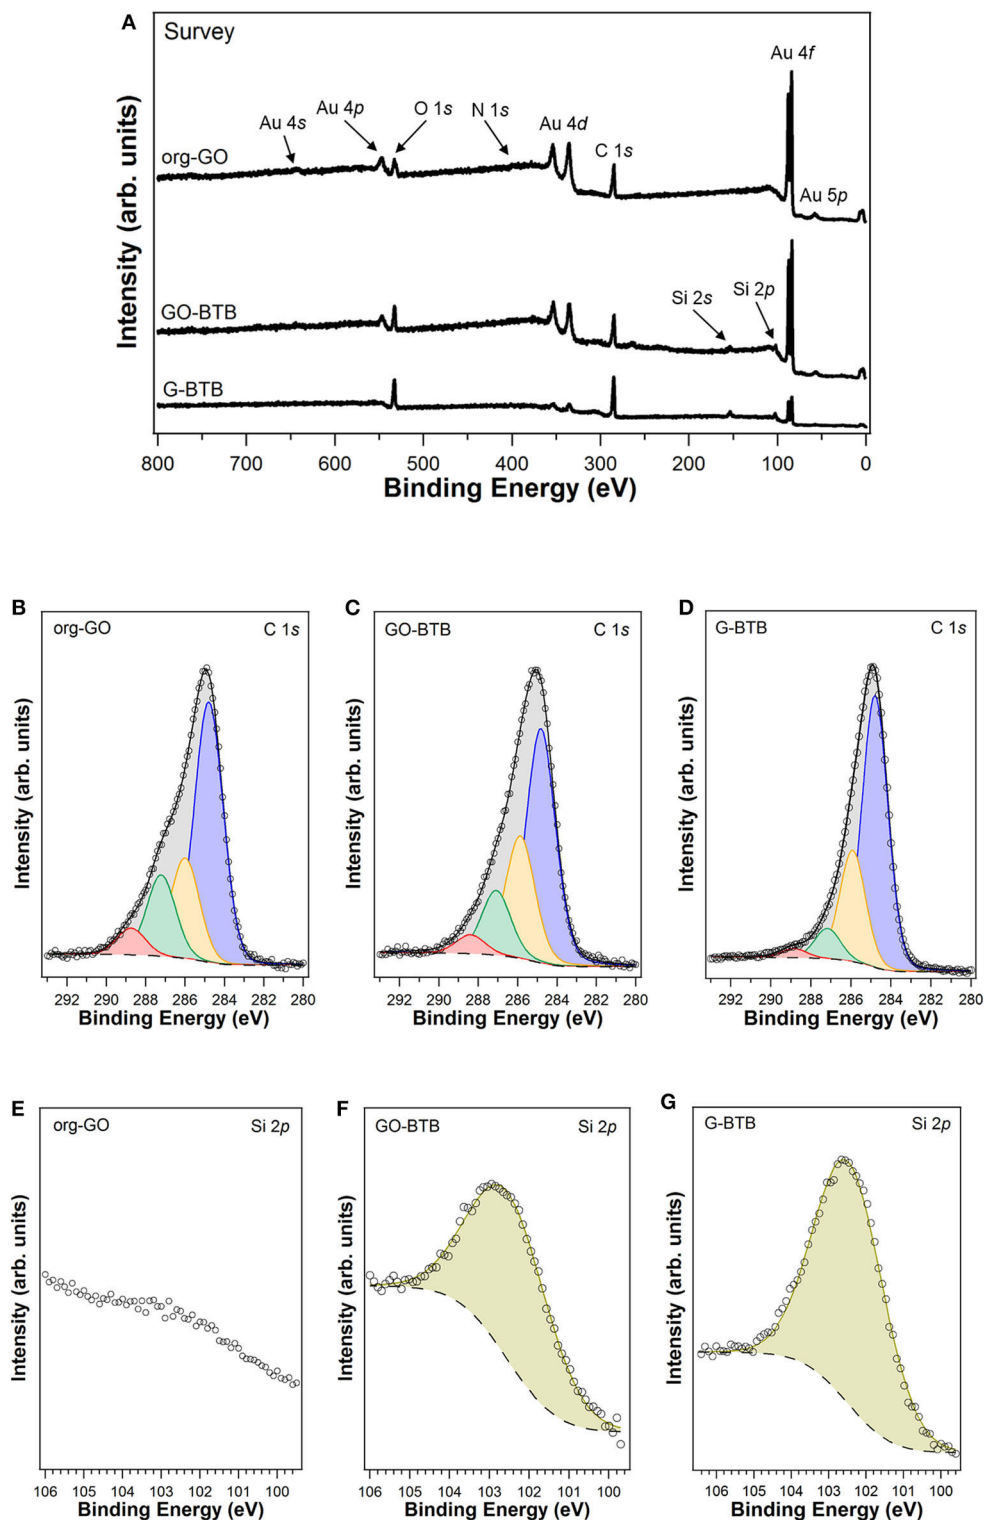 A
Survey
Au 4f
Au 4s
Au 4p
O 1s
N 1s
Au 4d
C 1s
org-GO
Au 5p
GO-BTB
Si 2s
Si 2p
G-BTB
Intensity (arb. units)
800 700 600 500 400 300 200 100 0
Binding Energy (eV)
B
org-GO C 1s
Intensity (arb. units)
292 290 288 286 284 282 280
Binding Energy (eV)
C
GO-BTB C 1s
Intensity (arb. units)
292 290 288 286 284 282 280
Binding Energy (eV)
D
G-BTB C 1s
Intensity (arb. units)
292 290 288 286 284 282 280
Binding Energy (eV)
E
org-GO Si 2p
Intensity (arb. units)
106 105 104 103 102 101 100
Binding Energy (eV)
F
GO-BTB Si 2p
Intensity (arb. units)
106 105 104 103 102 101 100
Binding Energy (eV)
G
G-BTB Si 2p
Intensity (arb. units)
106 105 104 103 102 101 100
Binding Energy (eV)